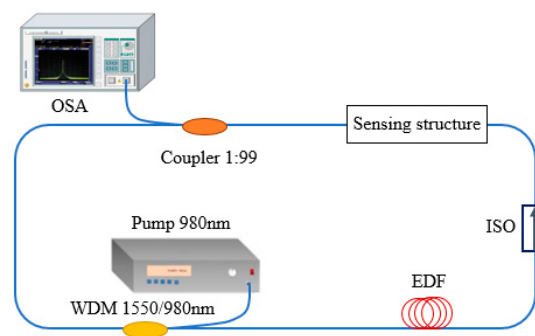 OSA
Sensing structure
Coupler 1:99
Pump 980nm
ISO
EDF
WDM 1550/980nm